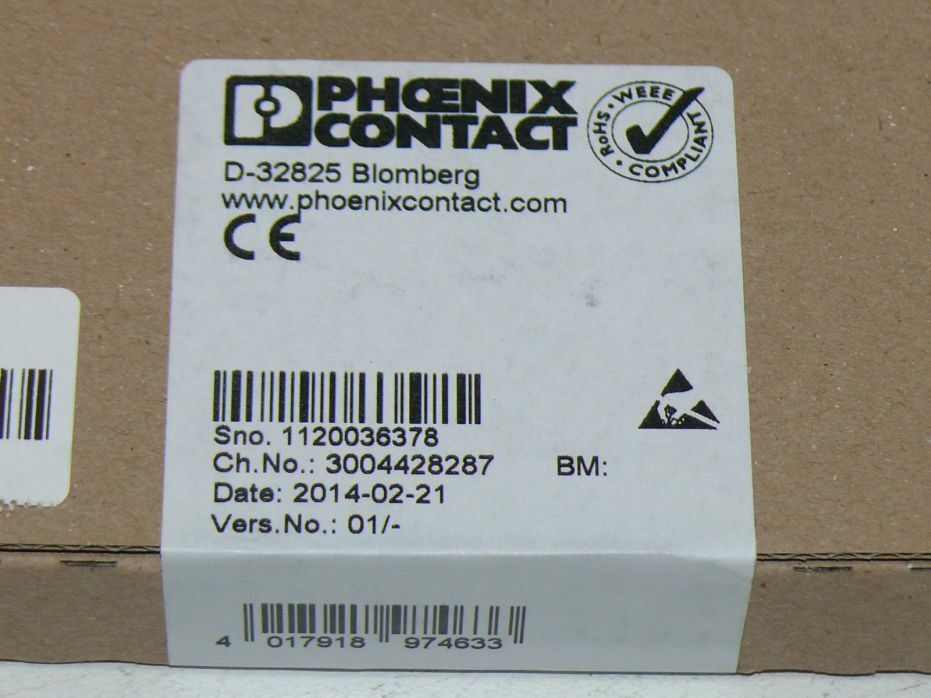 PHŒNIX
CONTACT
RoHS · WEEE · COMPLIANT
D-32825 Blomberg
www.phoenixcontact.com
CE
Sno. 1120036378
Ch.No.: 3004428287 BM:
Date: 2014-02-21
Vers.No.: 01/-
4 017918 974633